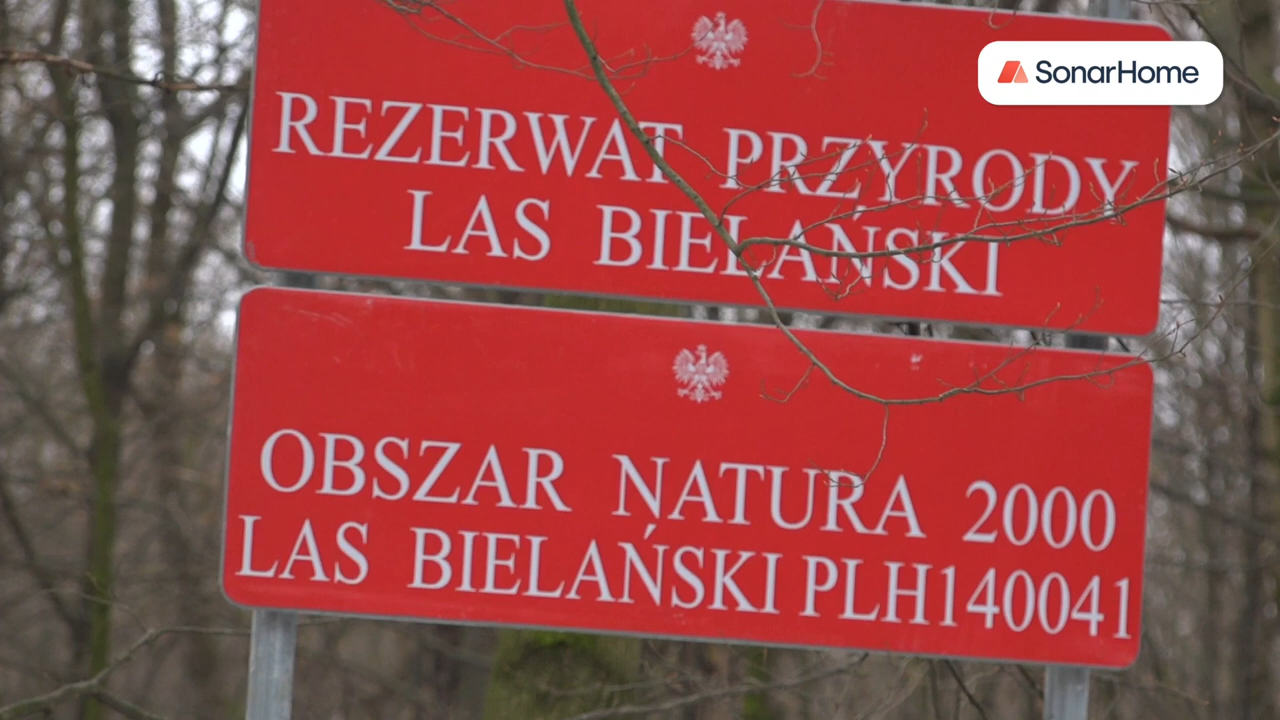 SonarHome
REZERWAT PRZYRODY
LAS BIELAŃSKI
OBSZAR NATURA 2000
LAS BIELAŃSKI PLH140041